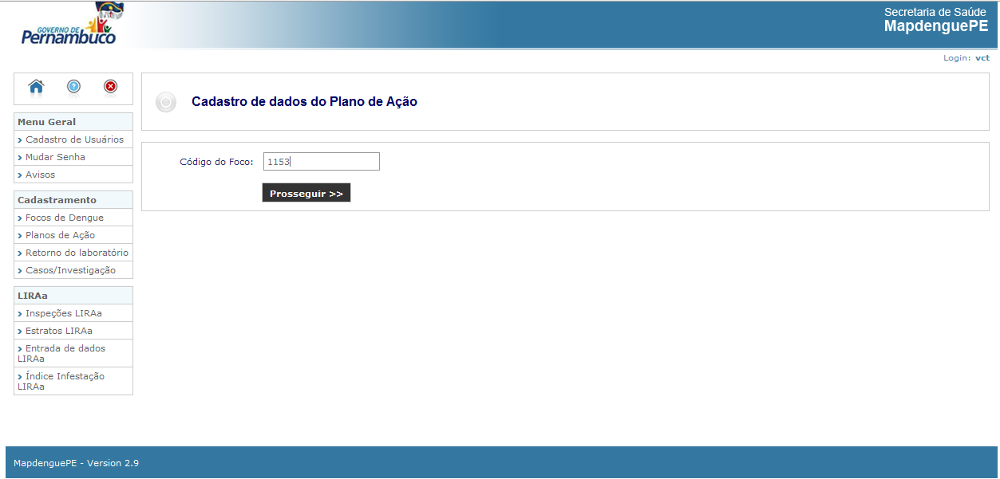 GOVERNO DE
Pernambuco
Secretaria de Saúde
MapdenguePE
Login: vct
Menu Geral
Cadastro de Usuários
Mudar Senha
Avisos
Cadastramento
Focos de Dengue
Planos de Ação
Retorno do laboratório
Casos/Investigação
LIRAa
Inspeções LIRAa
Estratos LIRAa
Entrada de dados
LIRAa
Índice Infestação
LIRAa
Cadastro de dados do Plano de Ação
Código do Foco: 1153
Prosseguir >>
MapdenguePE - Version 2.9